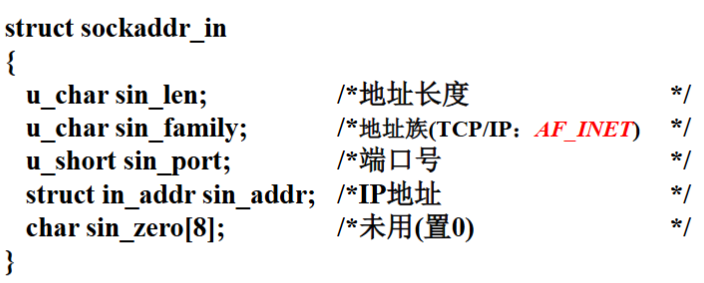 struct sockaddr_in
{
u_char sin_len; /*地址长度 */
u_char sin_family; /*地址族(TCP/IP：AF_INET) */
u_short sin_port; /*端口号 */
struct in_addr sin_addr; /*IP地址 */
char sin_zero[8]; /*未用(置0) */
}